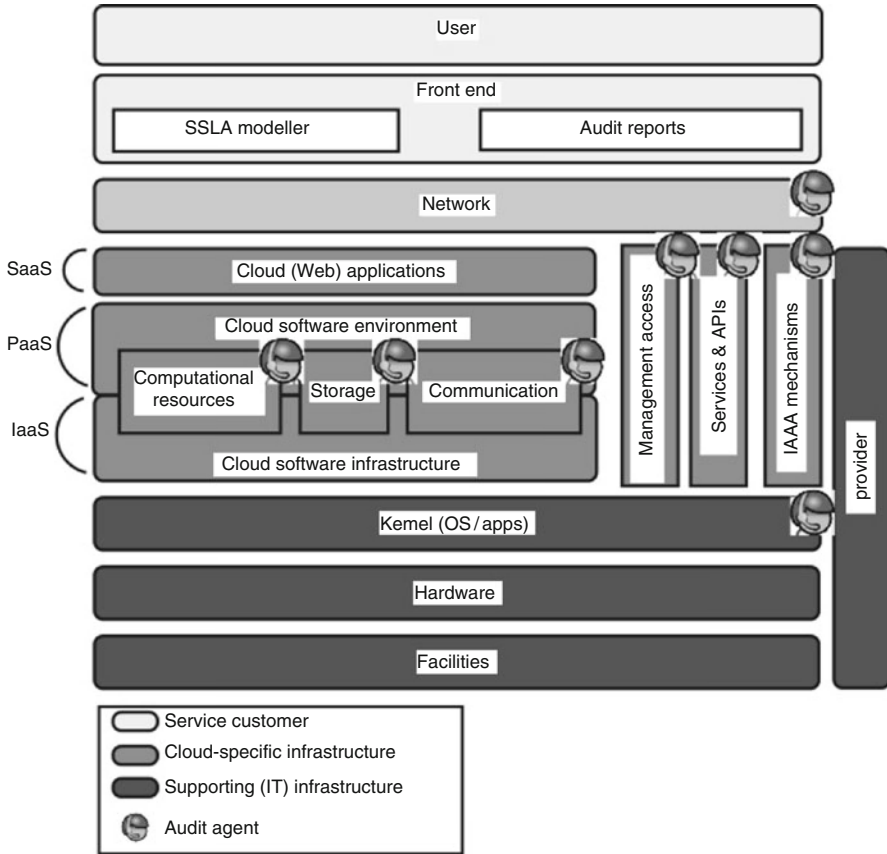 User
Front end
SSLA modeller
Audit reports
Network
SaaS
Cloud (Web) applications
PaaS
Cloud software environment
Computational
resources
Storage
Communication
IaaS
Cloud software infrastructure
Management access
Services & APIs
IAAA mechanisms
provider
Kemel (OS/apps)
Hardware
Facilities
Service customer
Cloud-specific infrastructure
Supporting (IT) infrastructure
Audit agent